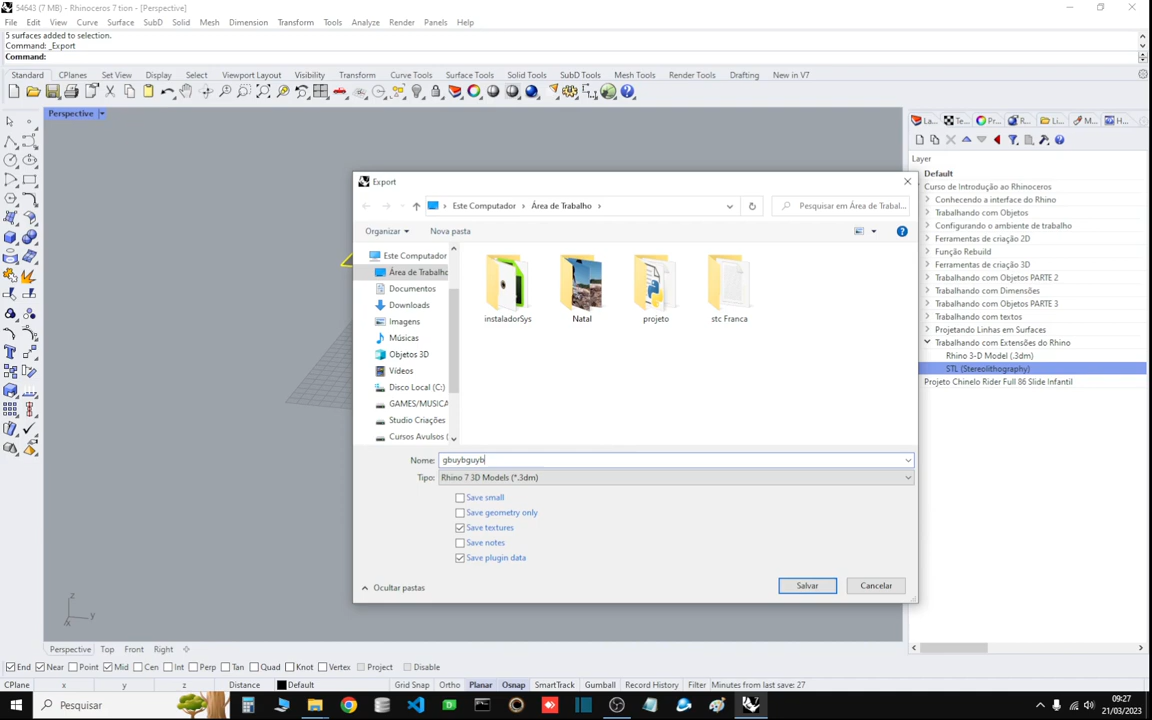 54643 (7 MB) - Rhinoceros 7 tion - [Perspective]
File Edit View Curve Surface SubD Solid Mesh Dimension Transform Tools Analyze Render Panels Help
5 surfaces added to selection.
Command: _Export
Command:
Standard CPlanes Set View Display Select Viewport Layout Visibility Transform Curve Tools Surface Tools Solid Tools SubD Tools Mesh Tools Render Tools Drafting New in V7
Perspective
La... Te... Pr... R... Li... M... H...
Layer
Default
Curso de Introdução ao Rhinoceros
Conhecendo a interface do Rhino
Trabalhando com Objetos
Configurando o ambiente de trabalho
Ferramentas de criação 2D
Função Rebuild
Ferramentas de criação 3D
Trabalhando com Objetos PARTE 2
Trabalhando com Dimensões
Trabalhando com Objetos PARTE 3
Trabalhando com textos
Projetando Linhas em Surfaces
Trabalhando com Extensões do Rhino
Rhino 3-D Model (.3dm)
STL (Stereolithography)
Projeto Chinelo Rider Full 86 Slide Infantil
Export
Este Computador > Área de Trabalho >
Pesquisar em Área de Trabal...
Organizar Nova pasta
Este Computador
Área de Trabalho
Documentos
Downloads
Imagens
Músicas
Objetos 3D
Vídeos
Disco Local (C:)
GAMES/MUSICA
Studio Criações
Cursos Avulsos (
instaladorSys Natal projeto stc Franca
Nome: gbuybguyb
Tipo: Rhino 7 3D Models (*.3dm)
Save small
Save geometry only
Save textures
Save notes
Save plugin data
Ocultar pastas Salvar Cancelar
z
y
x
Perspective Top Front Right
End Near Point Mid Cen Int Perp Tan Quad Knot Vertex Project Disable
CPlane x y z Distance Default Grid Snap Ortho Planar Osnap SmartTrack Gumball Record History Filter Minutes from last save: 27
Pesquisar
09:27
21/03/2023